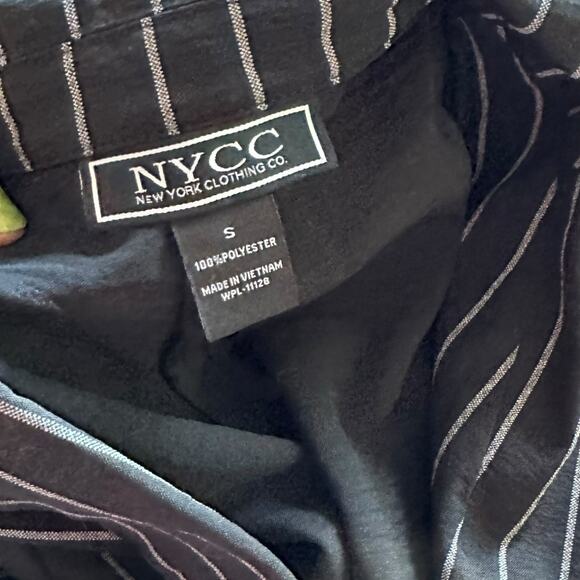 NYCC
NEW YORK CLOTHING CO.
S
100%POLYESTER
MADE IN VIETNAM
WPL-11128